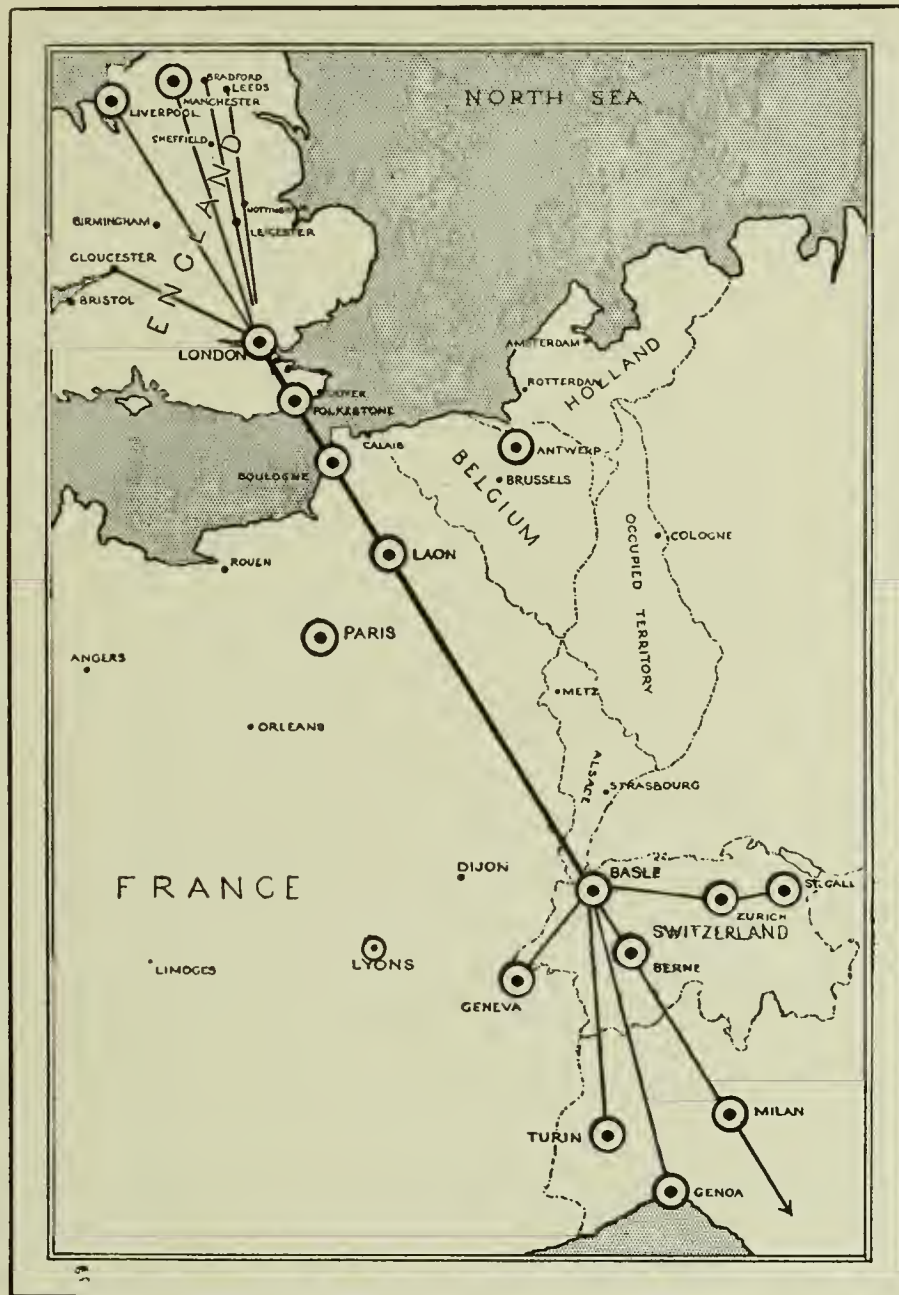 NORTH SEA
BRADFORD
LEEDS
MANCHESTER
LIVERPOOL
SHEFFIELD
ENGLAND
BIRMINGHAM
LEICESTER
GLOUCESTER
BRISTOL
LONDON
AMSTERDAM
HOLLAND
ROTTERDAM
FOLKESTONE
CALAIS
ANTWERP
BOULOGNE
BELGIUM
BRUSSELS
COLOGNE
LAON
ROUEN
OCCUPIED TERRITORY
PARIS
ANGERS
METZ
ORLEANS
ALSACE
STRASBOURG
DIJON
BASLE
FRANCE
ST. GALL
ZURICH
SWITZERLAND
LYONS
BERNE
LIMOGES
GENEVA
MILAN
TURIN
GENOA